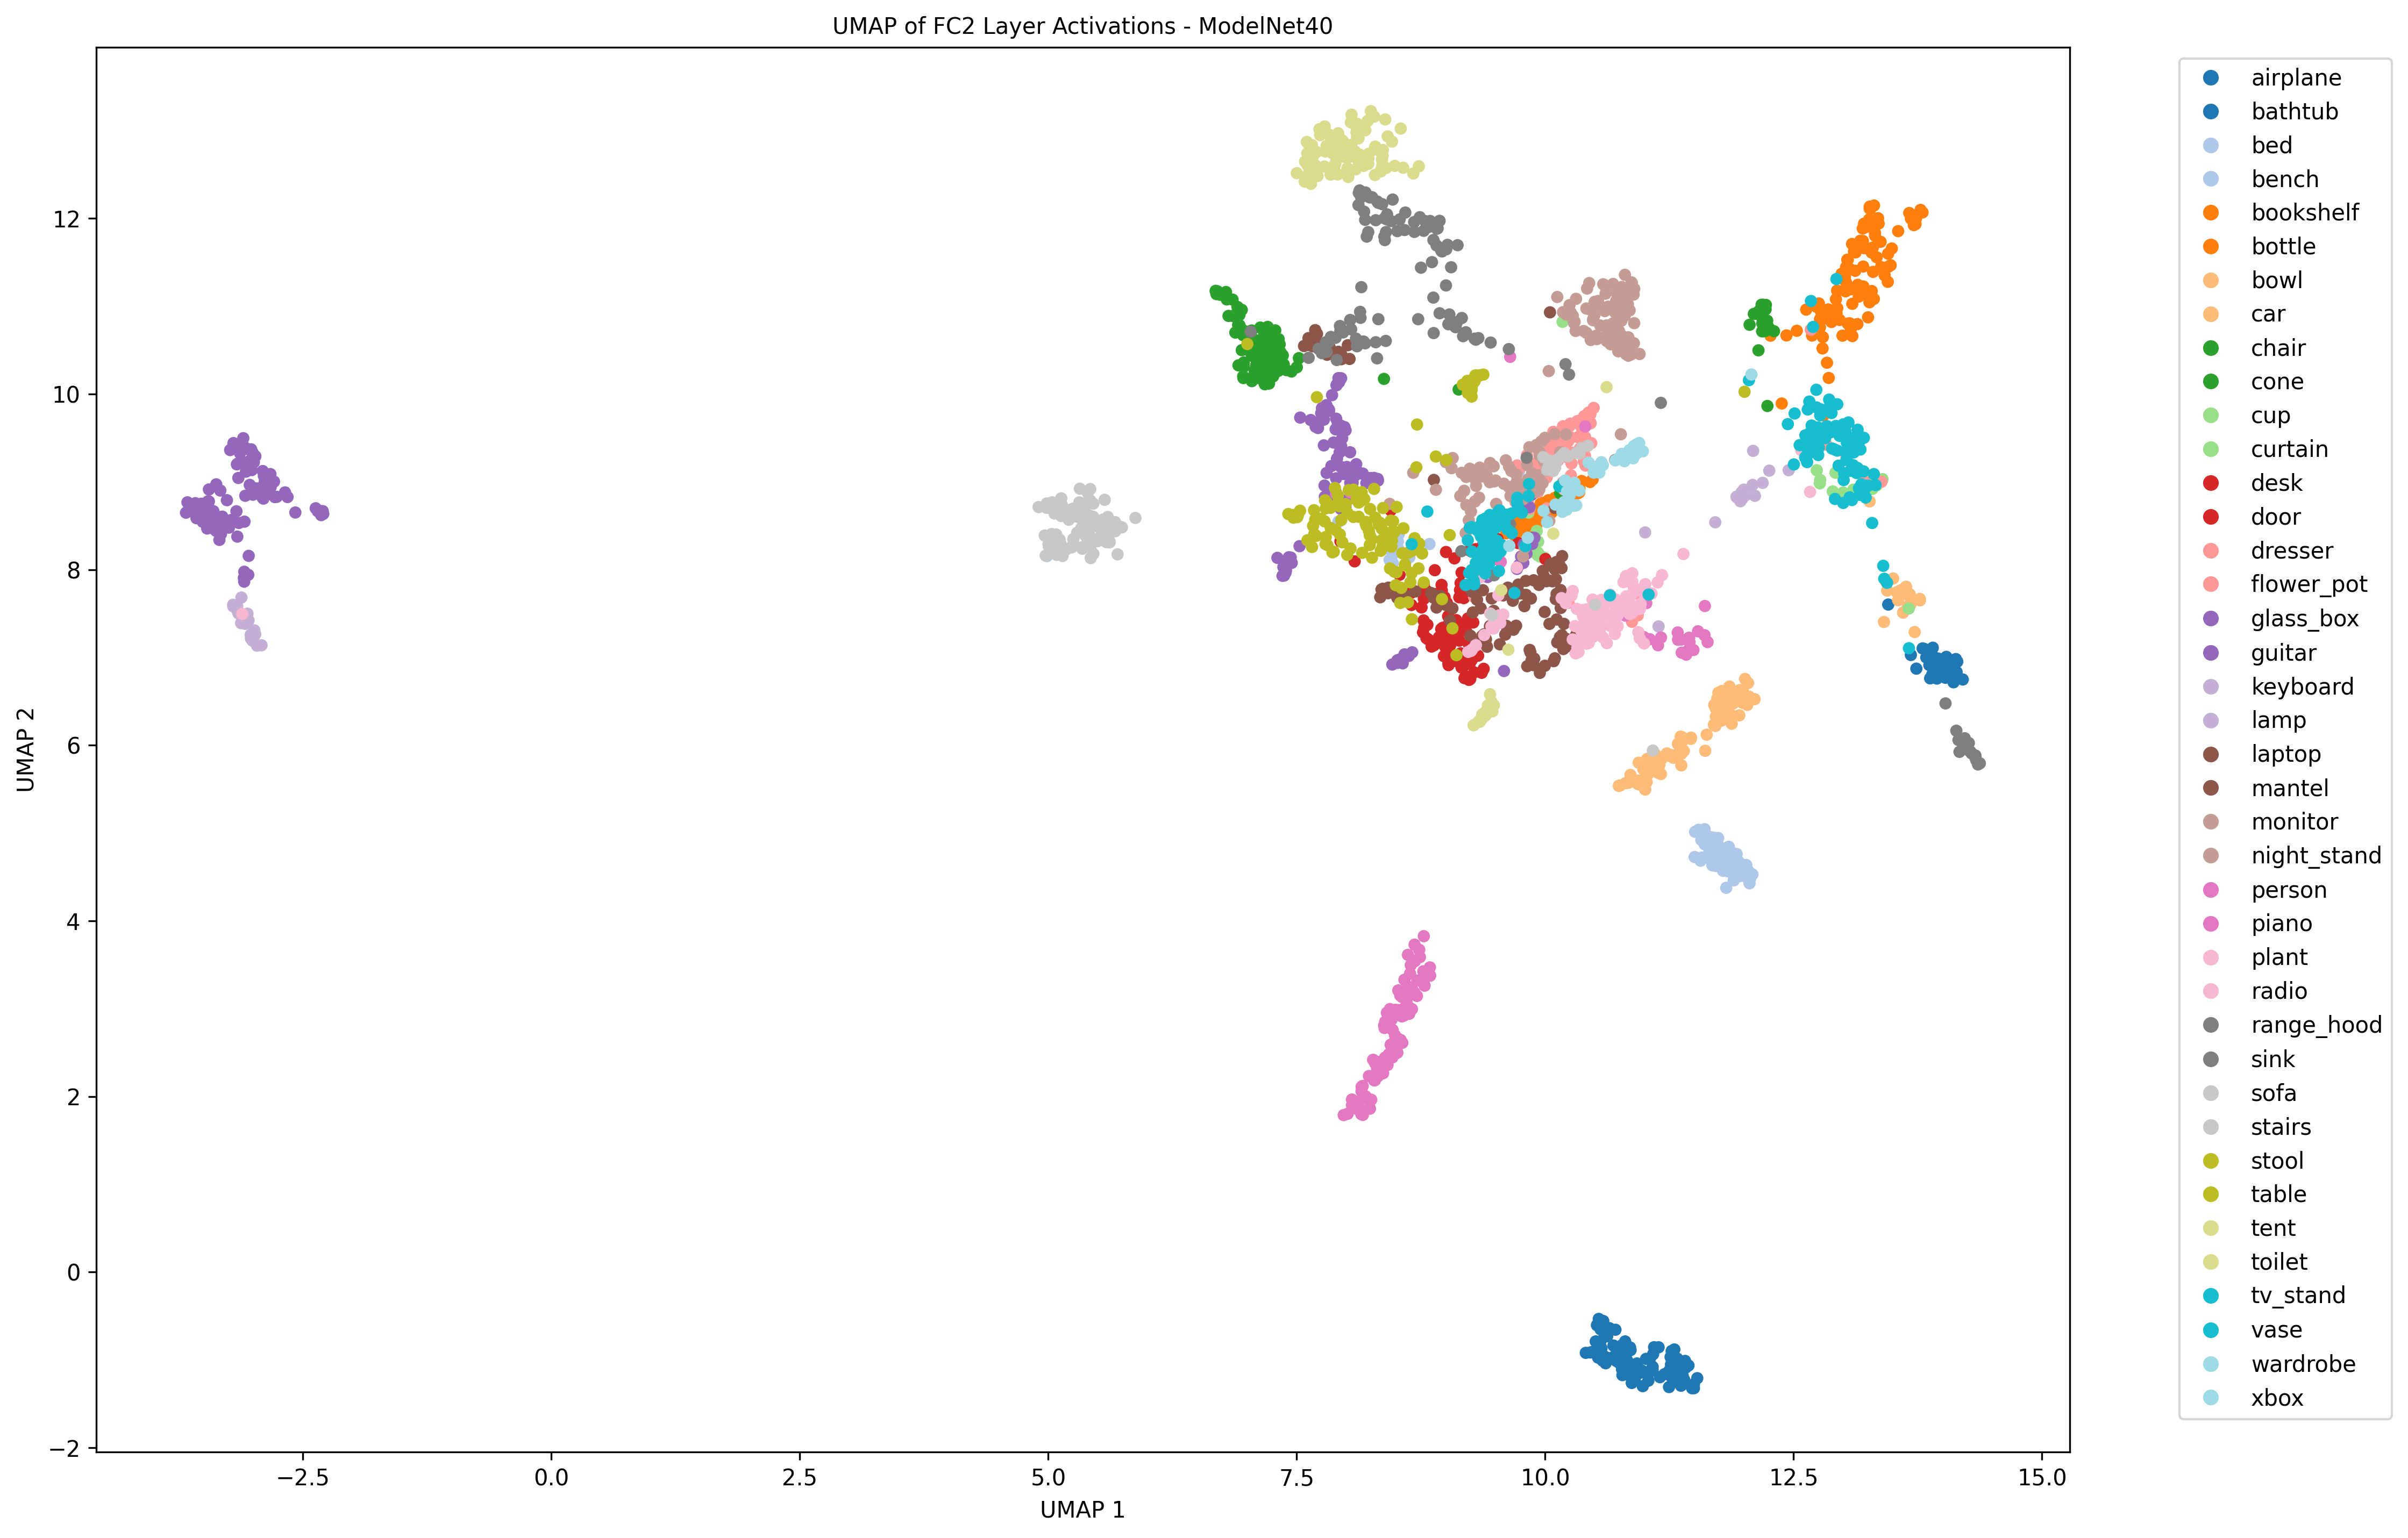 UMAP of FC2 Layer Activations - ModelNet40
12
10
8
6
4
2
0
−2
UMAP 2
−2.5
0.0
2.5
5.0
7.5
10.0
12.5
15.0
UMAP 1
airplane
bathtub
bed
bench
bookshelf
bottle
bowl
car
chair
cone
cup
curtain
desk
door
dresser
flower_pot
glass_box
guitar
keyboard
lamp
laptop
mantel
monitor
night_stand
person
piano
plant
radio
range_hood
sink
sofa
stairs
stool
table
tent
toilet
tv_stand
vase
wardrobe
xbox